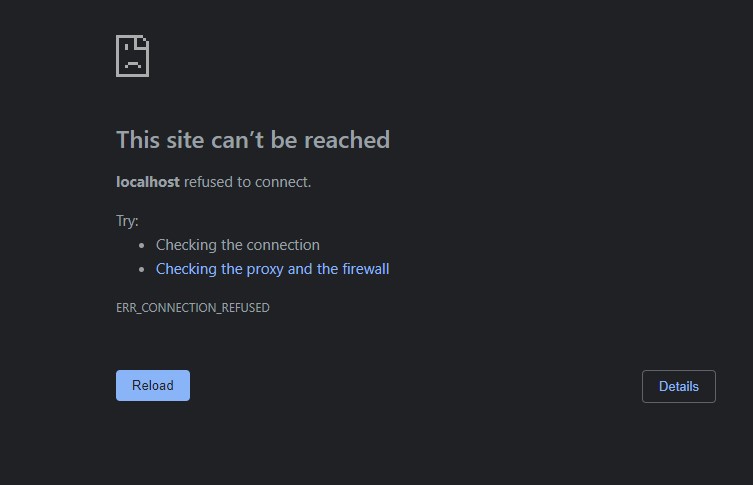 This site can’t be reached
localhost refused to connect.
Try:
Checking the connection
Checking the proxy and the firewall
ERR_CONNECTION_REFUSED
Reload
Details